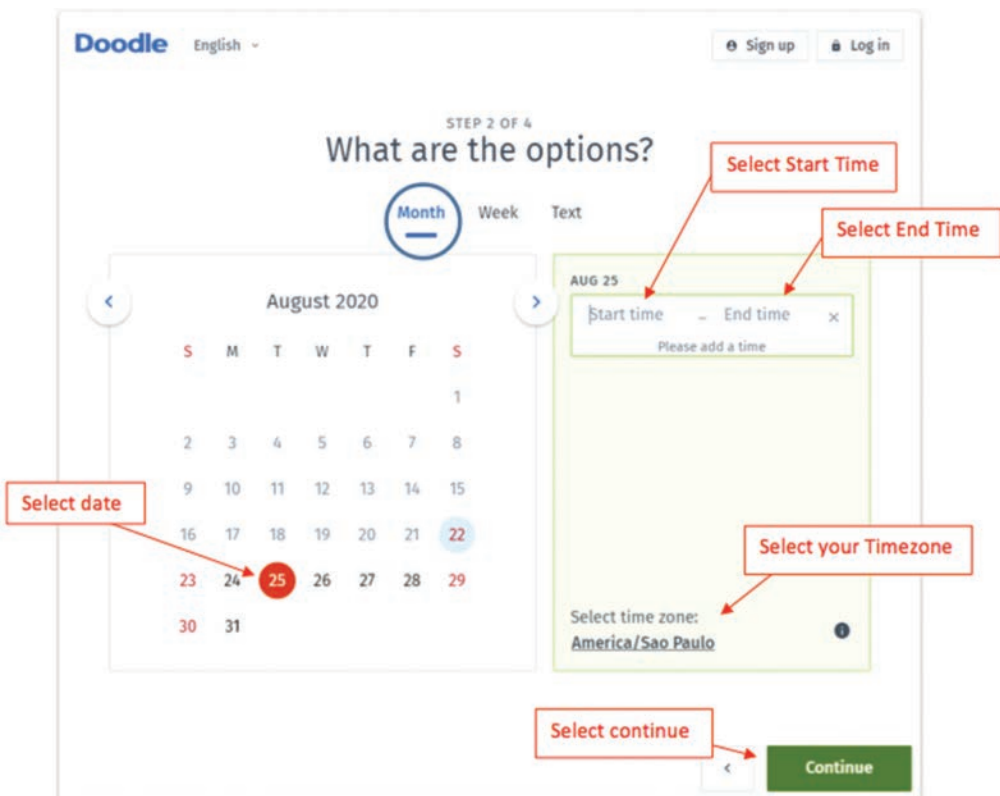 Doodle English Sign up Log in
STEP 2 OF 4
What are the options?
Select Start Time
Month Week Text
Select End Time
AUG 25
August 2020
Start time – End time ×
Please add a time
S M T W T F S
1
2 3 4 5 6 7 8
9 10 11 12 13 14 15
Select date
16 17 18 19 20 21 22
Select your Timezone
23 24 25 26 27 28 29
30 31
Select time zone:
America/Sao Paulo
Select continue
Continue